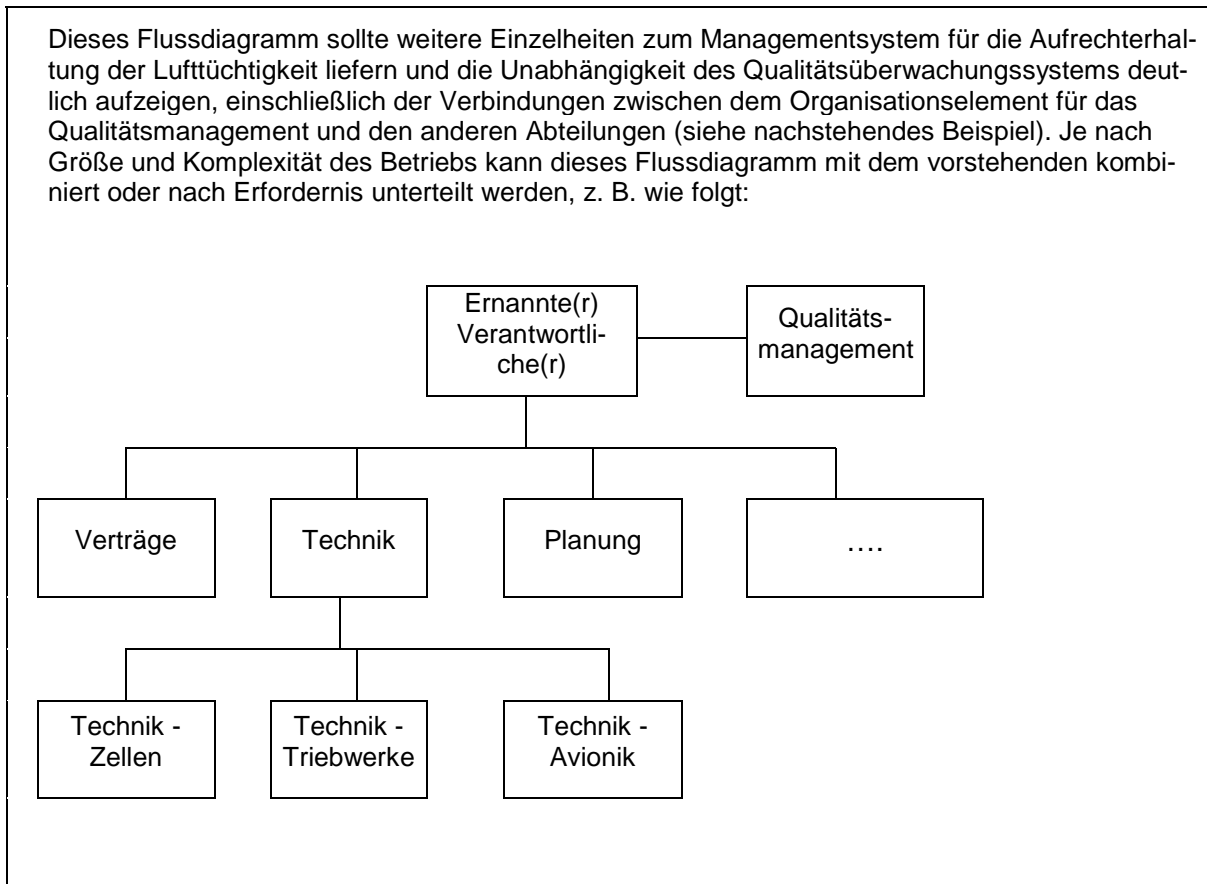 Dieses Flussdiagramm sollte weitere Einzelheiten zum Managementsystem für die Aufrechterhal-
tung der Lufttüchtigkeit liefern und die Unabhängigkeit des Qualitätsüberwachungssystems deut-
lich aufzeigen, einschließlich der Verbindungen zwischen dem Organisationselement für das
Qualitätsmanagement und den anderen Abteilungen (siehe nachstehendes Beispiel). Je nach
Größe und Komplexität des Betriebs kann dieses Flussdiagramm mit dem vorstehenden kombi-
niert oder nach Erfordernis unterteilt werden, z. B. wie folgt:
Ernannte(r)
Verantwortli-
che(r)
Qualitäts-
management
Verträge
Technik
Planung
….
Technik -
Zellen
Technik -
Triebwerke
Technik -
Avionik